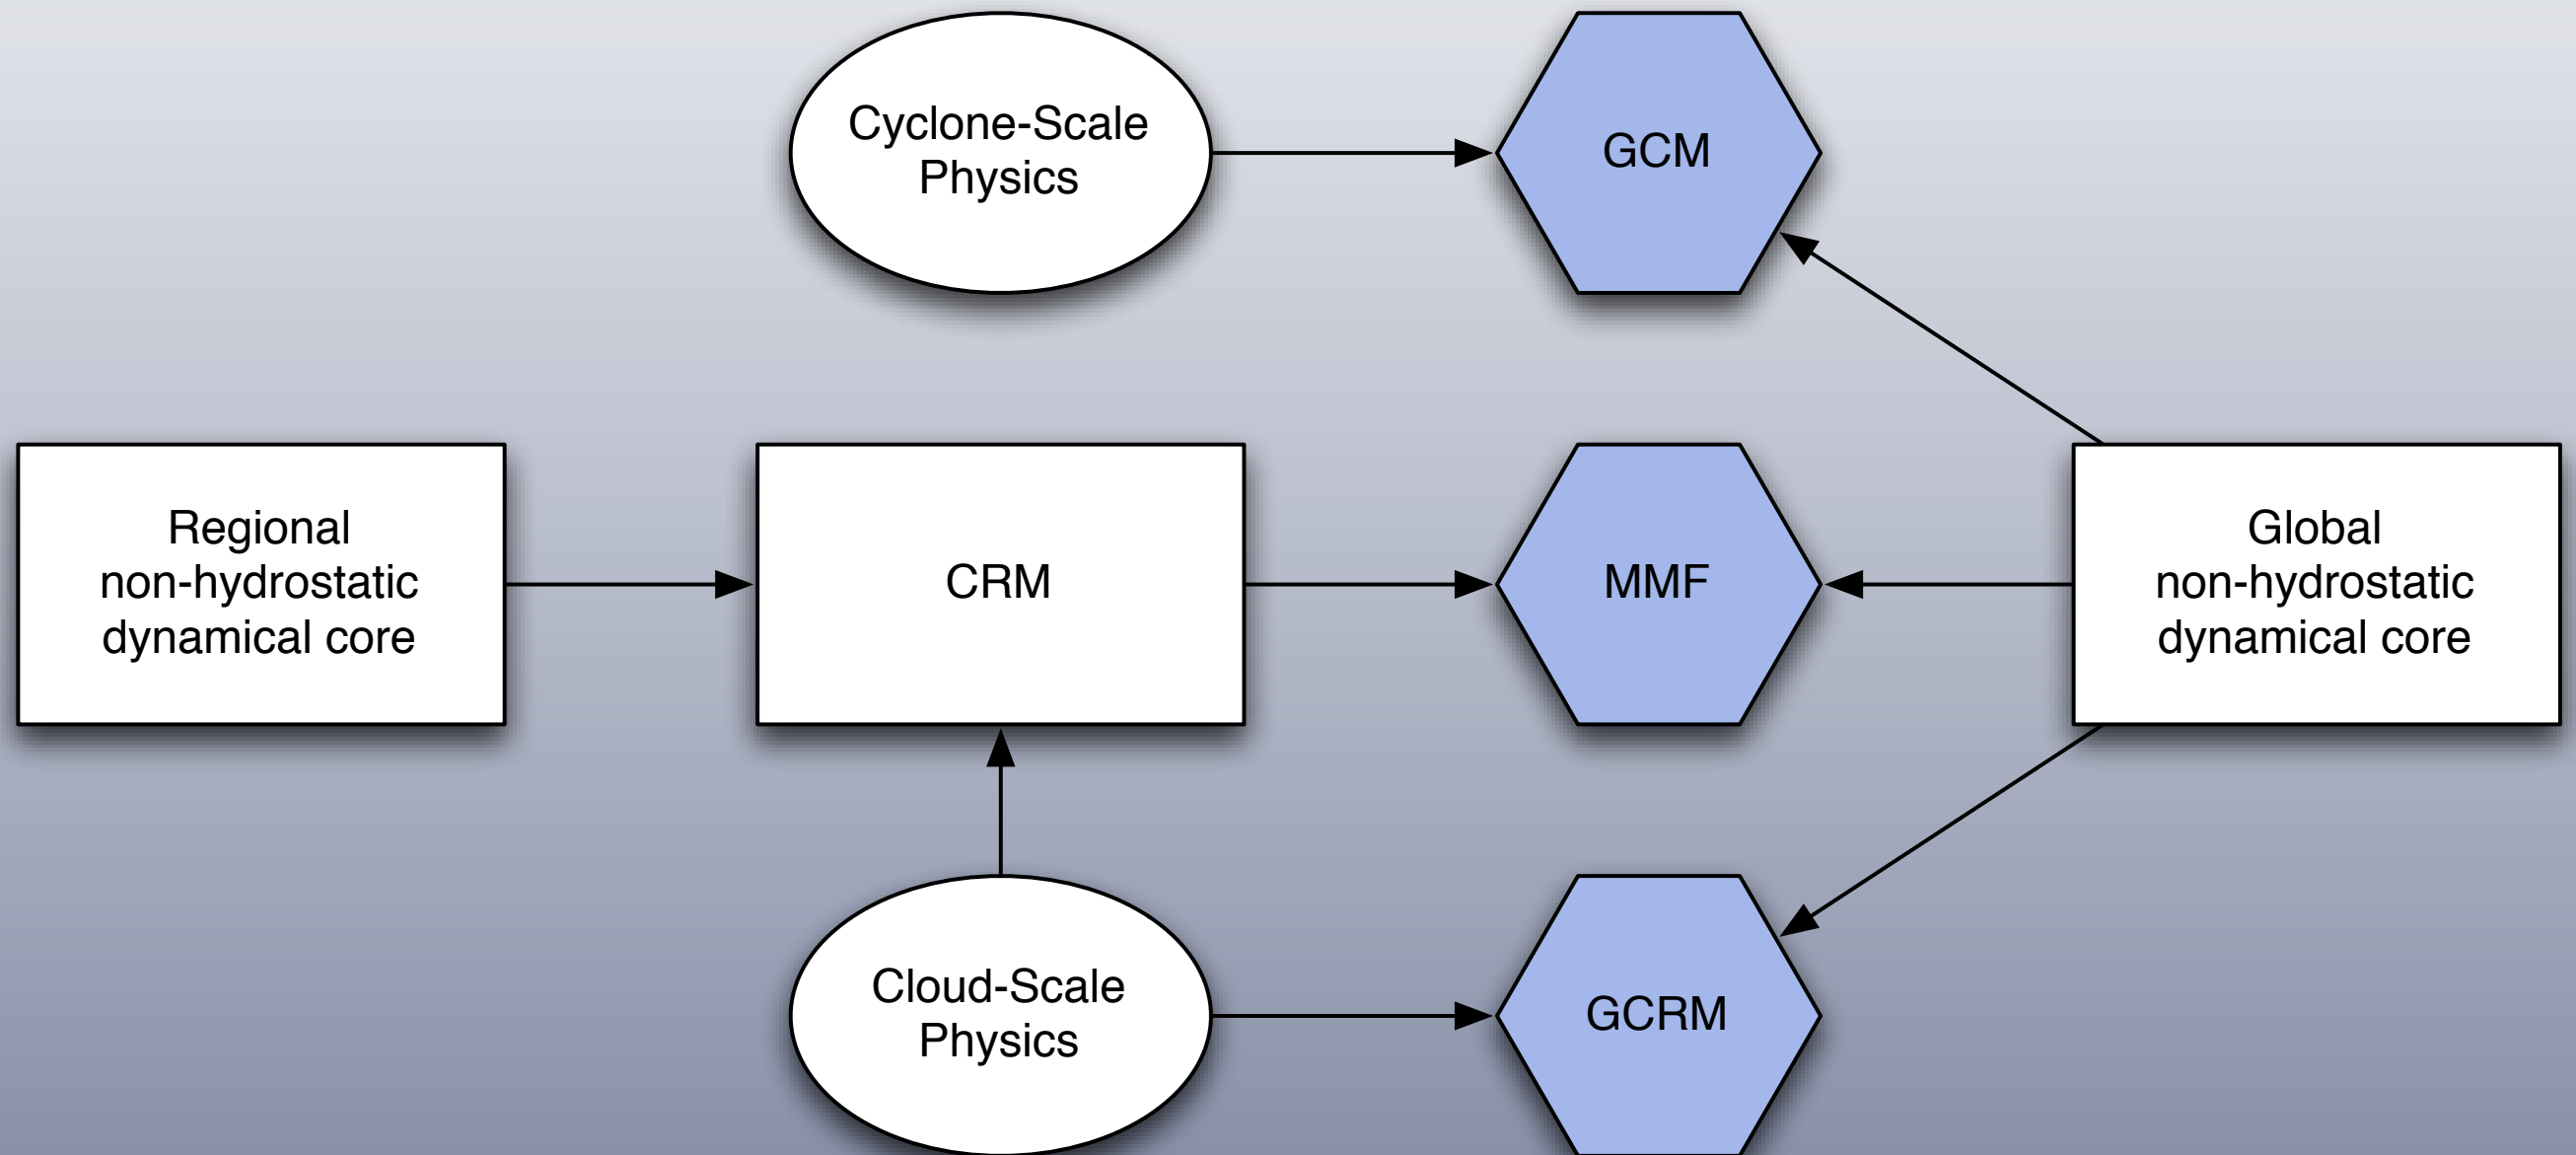 Cyclone-Scale
Physics
GCM
Regional
non-hydrostatic
dynamical core
CRM
MMF
Global
non-hydrostatic
dynamical core
Cloud-Scale
Physics
GCRM